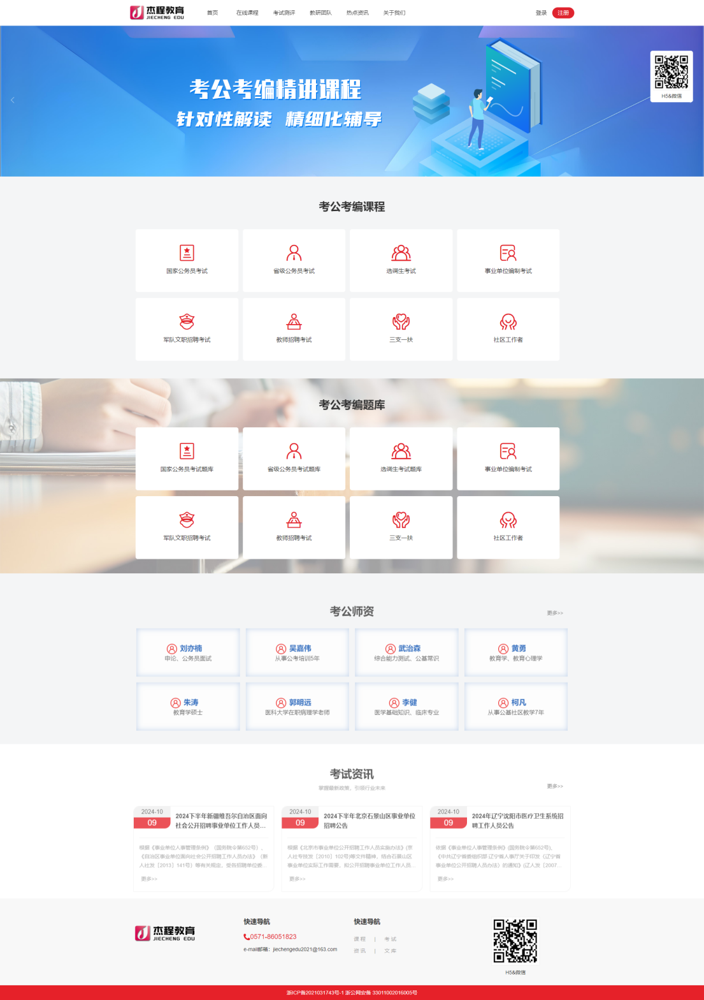 杰程教育
JIECHENG EDU
首页 在线课程 考试测评 教研团队 热点资讯 关于我们
登录 注册
考公考编精讲课程
针对性解读 精细化辅导
H5&微信
考公考编课程
国家公务员考试 省级公务员考试 选调生考试 事业单位编制考试
军队文职招聘考试 教师招聘考试 三支一扶 社区工作者
考公考编题库
国家公务员考试题库 省级公务员考试题库 选调生考试题库 事业单位编制考试
军队文职招聘考试 教师招聘考试 三支一扶 社区工作者
考公师资
更多>>
刘亦楠 吴嘉伟 武治森 黄勇
申论、公务员面试 从事公考培训5年 综合能力测试、公基常识 教育学、教育心理学
朱涛 郭明远 李健 柯凡
教育学硕士 医科大学在职病理学老师 医学基础知识、临床专业 从事公基社区教学7年
考试资讯
掌握最新政策，引领行业未来
更多>>
2024-10
09
2024下半年新疆维吾尔自治区面向
社会公开招聘事业单位工作人员...
根据《事业单位人事管理条例》（国务院令第652号）、
《自治区事业单位面向社会公开招聘工作人员办法》（新
人社发〔2013〕141号）等有关规定，受各招聘单位委...
更多>>
2024-10
09
2024下半年北京石景山区事业单位
招聘公告
根据《北京市事业单位公开招聘工作人员实施办法》(京
人社专技发〔2010〕102号)等文件精神，结合石景山区
事业单位实际工作需要，拟公开招聘事业单位工作人员...
更多>>
2024-10
09
2024年辽宁沈阳市医疗卫生系统招
聘工作人员公告
依据《事业单位人事管理条例》(国务院令第652号)、
《中共辽宁省委组织部 辽宁省人事厅关于印发〈辽宁省
事业单位公开招聘人员办法〉的通知》(辽人发〔2007...
更多>>
杰程教育
JIECHENG EDU
快速导航
0571-86051823
e-mail邮箱：jiechengedu2021@163.com
快速导航
课程 | 考试
资讯 | 文库
H5&微信
浙ICP备2021031743号-1 浙公网安备 33011002016005号